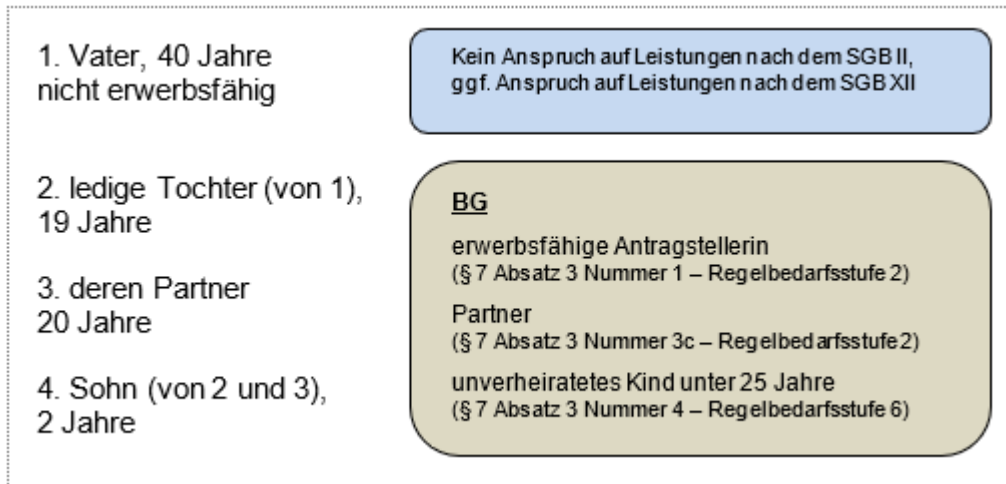 1. Vater, 40 Jahre
nicht erwerbsfähig
Kein Anspruch auf Leistungen nach dem SGB II,
ggf. Anspruch auf Leistungen nach dem SGB XII
2. ledige Tochter (von 1),
19 Jahre
3. deren Partner
20 Jahre
4. Sohn (von 2 und 3),
2 Jahre
BG
erwerbsfähige Antragstellerin
(§ 7 Absatz 3 Nummer 1 – Regelbedarfsstufe 2)
Partner
(§ 7 Absatz 3 Nummer 3c – Regelbedarfsstufe 2)
unverheiratetes Kind unter 25 Jahre
(§ 7 Absatz 3 Nummer 4 – Regelbedarfsstufe 6)